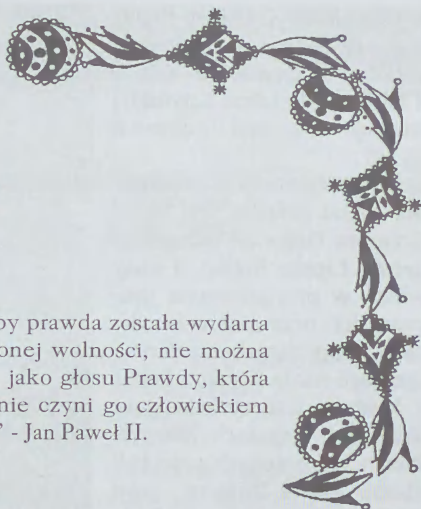 by prawda została wydarta
onej wolności, nie można
jako głosu Prawdy, która
nie czyni go człowiekiem
" - Jan Paweł II.